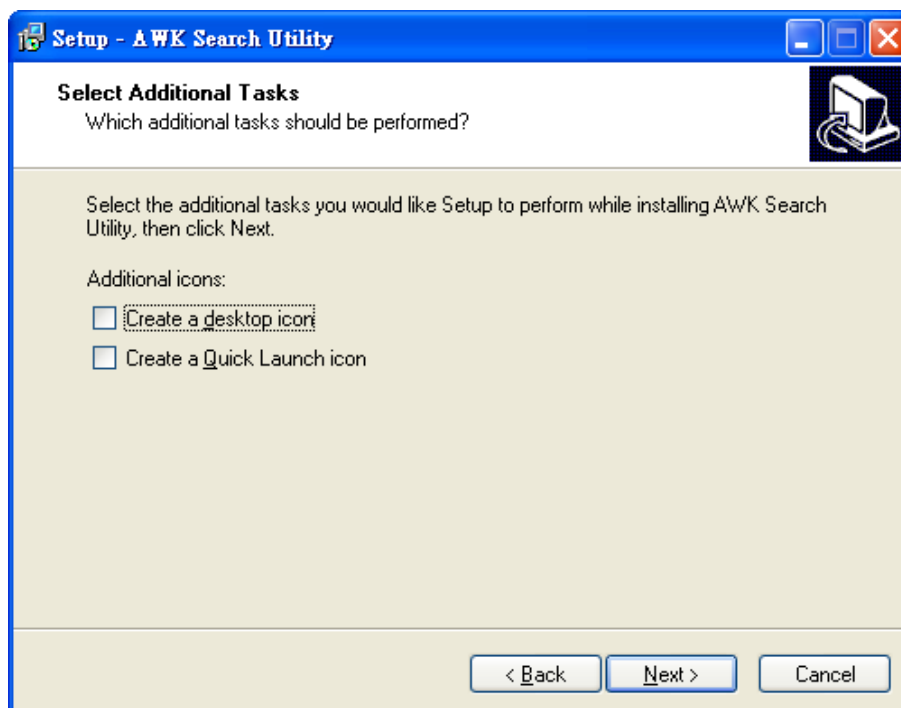 Setup - AWK Search Utility
Select Additional Tasks
Which additional tasks should be performed?
Select the additional tasks you would like Setup to perform while installing AWK Search
Utility, then click Next.
Additional icons:
Create a desktop icon
Create a Quick Launch icon
< Back
Next >
Cancel